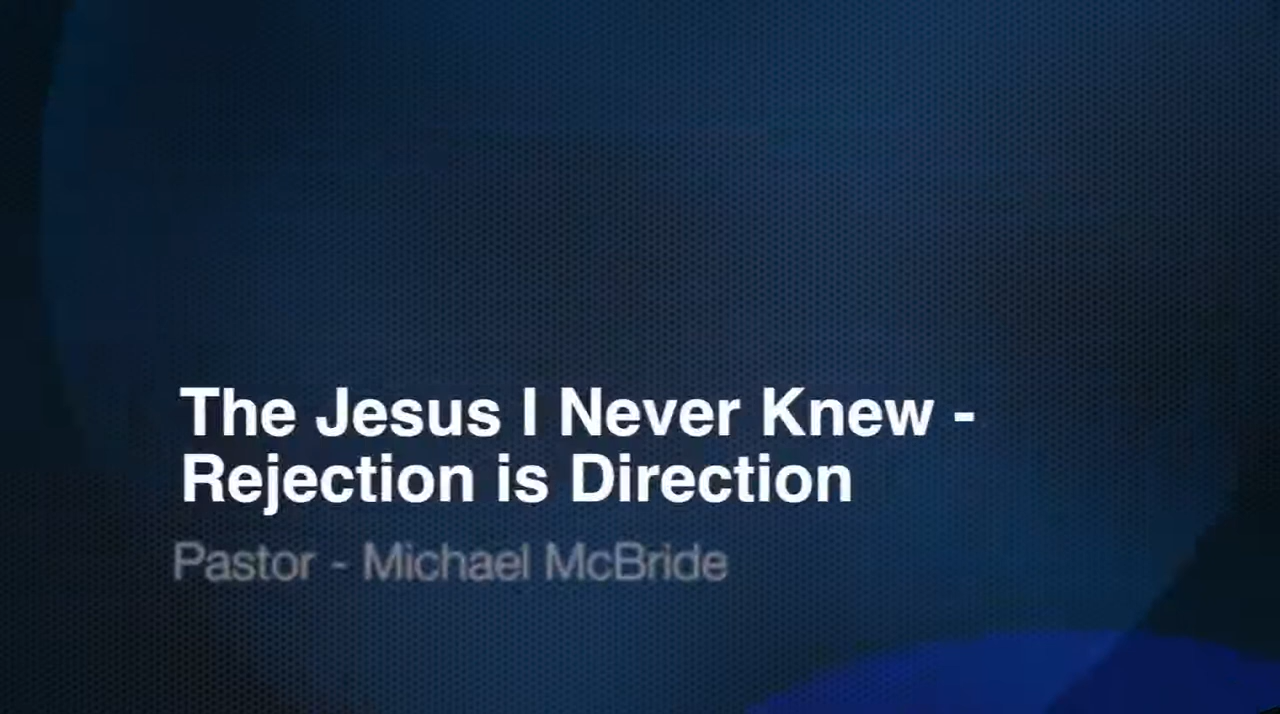 The Jesus I Never Knew -
Rejection is Direction
Pastor - Michael McBride